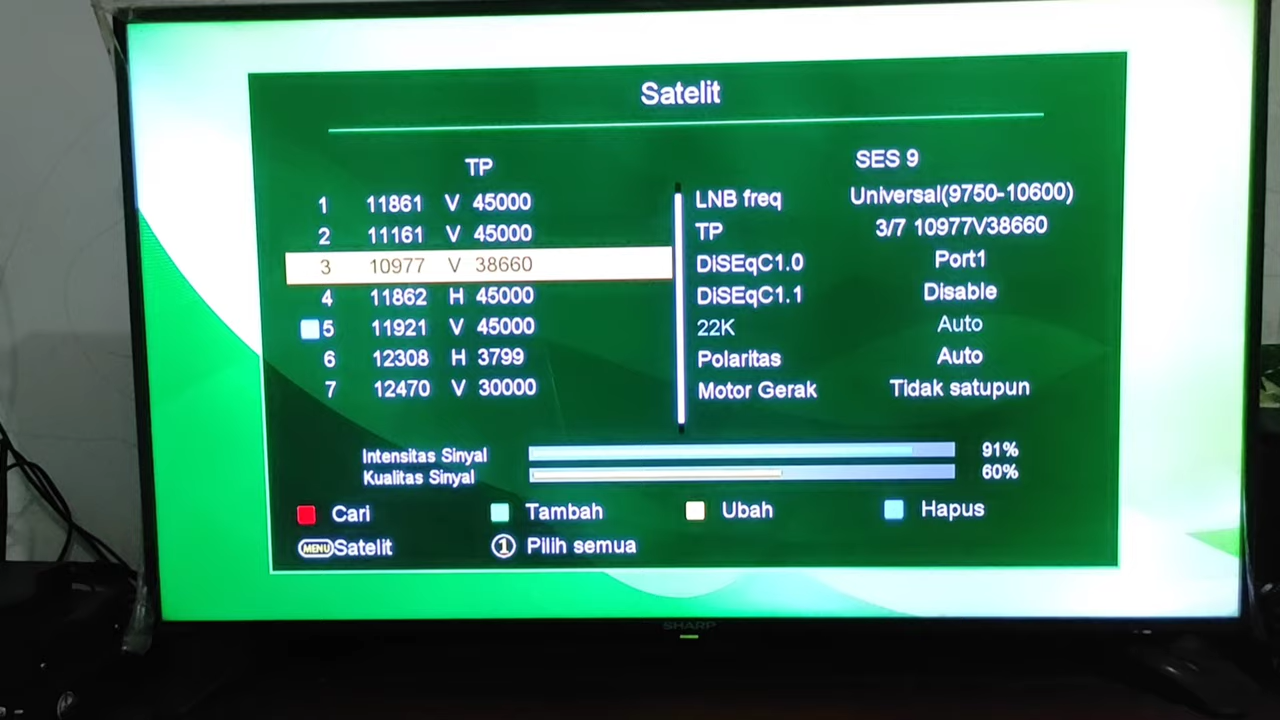 Satelit
TP
1 11861 V 45000
2 11161 V 45000
3 10977 V 38660
4 11862 H 45000
5 11921 V 45000
6 12308 H 3799
7 12470 V 30000
SES 9
LNB freq Universal(9750-10600)
TP 3/7 10977V38660
DiSEqC1.0 Port1
DiSEqC1.1 Disable
22K Auto
Polaritas Auto
Motor Gerak Tidak satupun
Intensitas Sinyal 91%
Kualitas Sinyal 60%
Cari Tambah Ubah Hapus
MENU Satelit 1 Pilih semua
SHARP